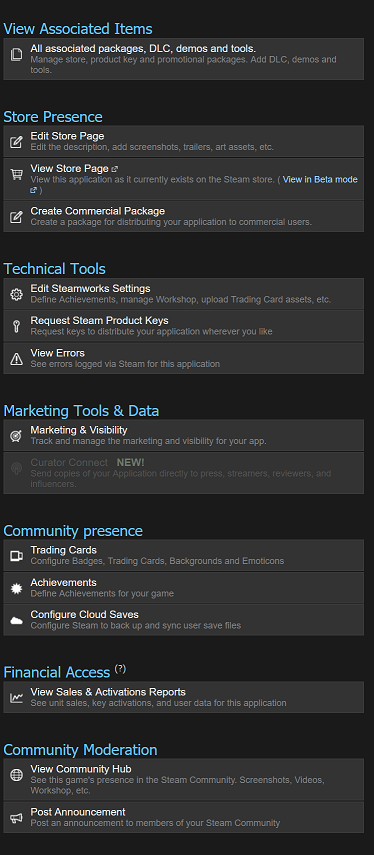 View Associated Items
All associated packages, DLC, demos and tools.
Manage store, product key and promotional packages. Add DLC, demos and
tools.
Store Presence
Edit Store Page
Edit the description, add screenshots, trailers, art assets, etc.
View Store Page
View this application as it currently exists on the Steam store. ( View in Beta mode
)
Create Commercial Package
Create a package for distributing your application to commercial users.
Technical Tools
Edit Steamworks Settings
Define Achievements, manage Workshop, upload Trading Card assets, etc.
Request Steam Product Keys
Request keys to distribute your application wherever you like
View Errors
See errors logged via Steam for this application
Marketing Tools & Data
Marketing & Visibility
Track and manage the marketing and visibility for your app.
Curator Connect NEW!
Send copies of your Application directly to press, streamers, reviewers, and
influencers.
Community presence
Trading Cards
Configure Badges, Trading Cards, Backgrounds and Emoticons
Achievements
Define Achievements for your game
Configure Cloud Saves
Configure Steam to back up and sync user save files
Financial Access (?)
View Sales & Activations Reports
See unit sales, key activations, and user data for this application
Community Moderation
View Community Hub
See this game's presence in the Steam Community. Screenshots, Videos,
Workshop, etc.
Post Announcement
Post an announcement to members of your Steam Community